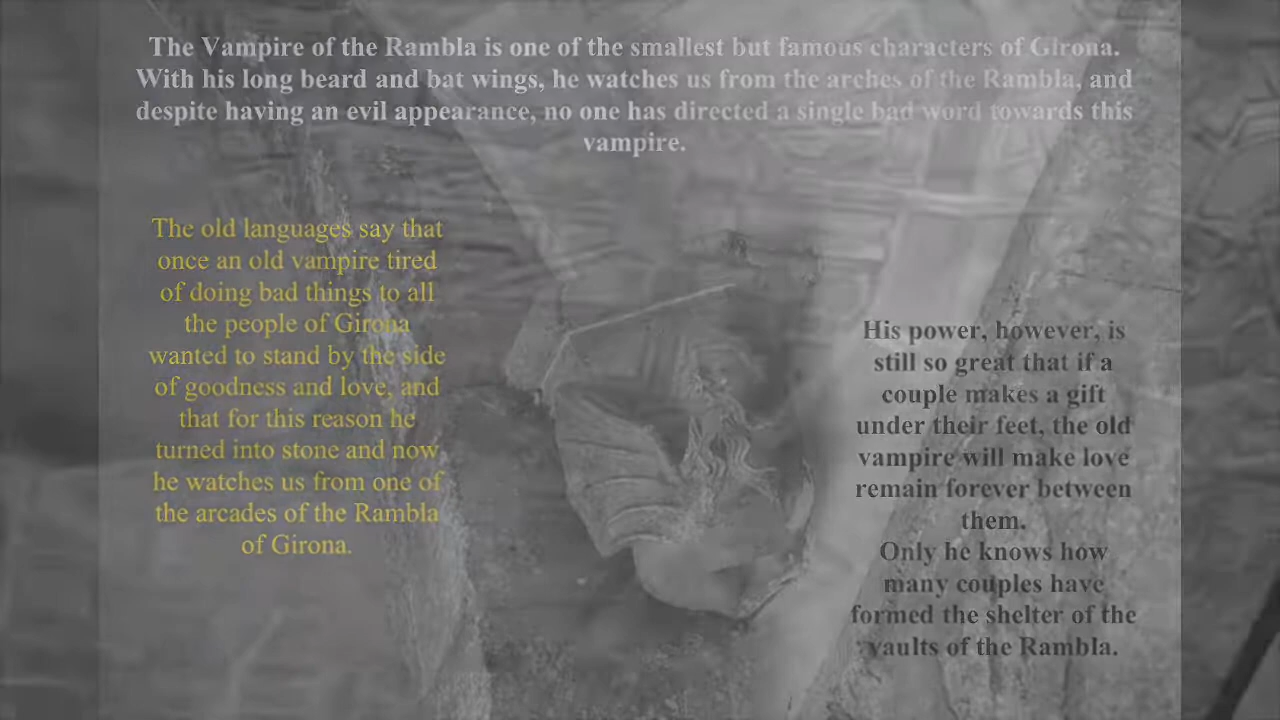 The Vampire of the Rambla is one of the smallest but famous characters of Girona.
With his long beard and bat wings, he watches us from the arches of the Rambla, and
despite having an evil appearance, no one has directed a single bad word towards this
vampire.
The old languages say that
once an old vampire tired
of doing bad things to all
the people of Girona
wanted to stand by the side
of goodness and love, and
that for this reason he
turned into stone and now
he watches us from one of
the arcades of the Rambla
of Girona.
His power, however, is
still so great that if a
couple makes a gift
under their feet, the old
vampire will make love
remain forever between
them.
Only he knows how
many couples have
formed the shelter of the
vaults of the Rambla.